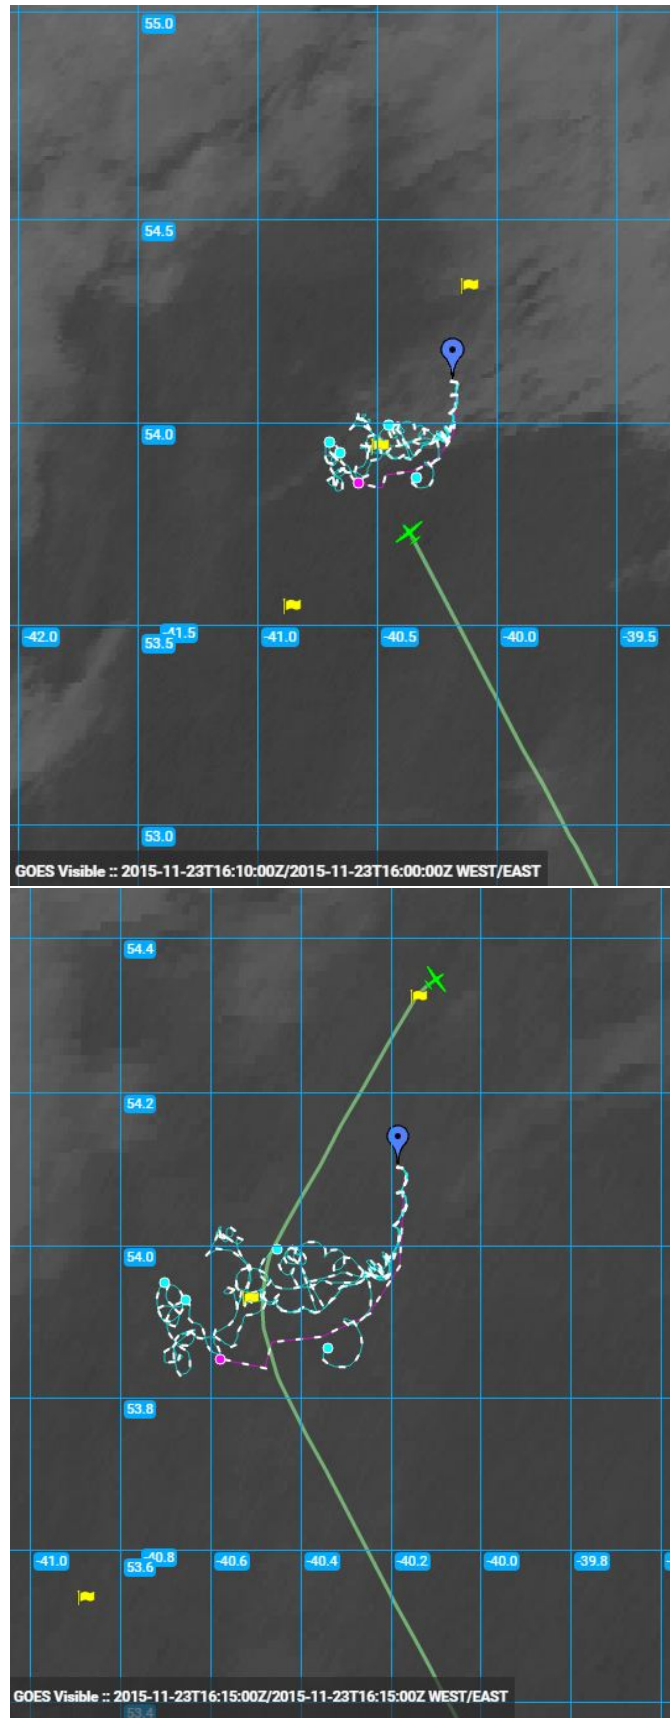 55.0
54.5
54.0
-42.0 -41.5 -41.0 -40.5 -40.0 -39.5
53.5
53.0
GOES Visible :: 2015-11-23T16:10:00Z/2015-11-23T16:00:00Z WEST/EAST
54.4
54.2
54.0
53.8
-41.0 -40.8 -40.6 -40.4 -40.2 -40.0 -39.8
53.6
GOES Visible :: 2015-11-23T16:15:00Z/2015-11-23T16:15:00Z WEST/EAST
53.4